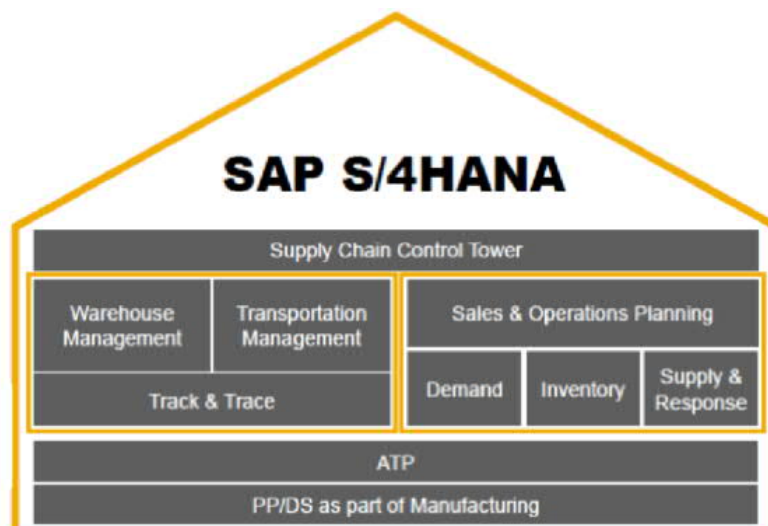 SAP S/4HANA
Supply Chain Control Tower
Warehouse
Management
Transportation
Management
Track & Trace
Sales & Operations Planning
Demand
Inventory
Supply &
Response
ATP
PP/DS as part of Manufacturing